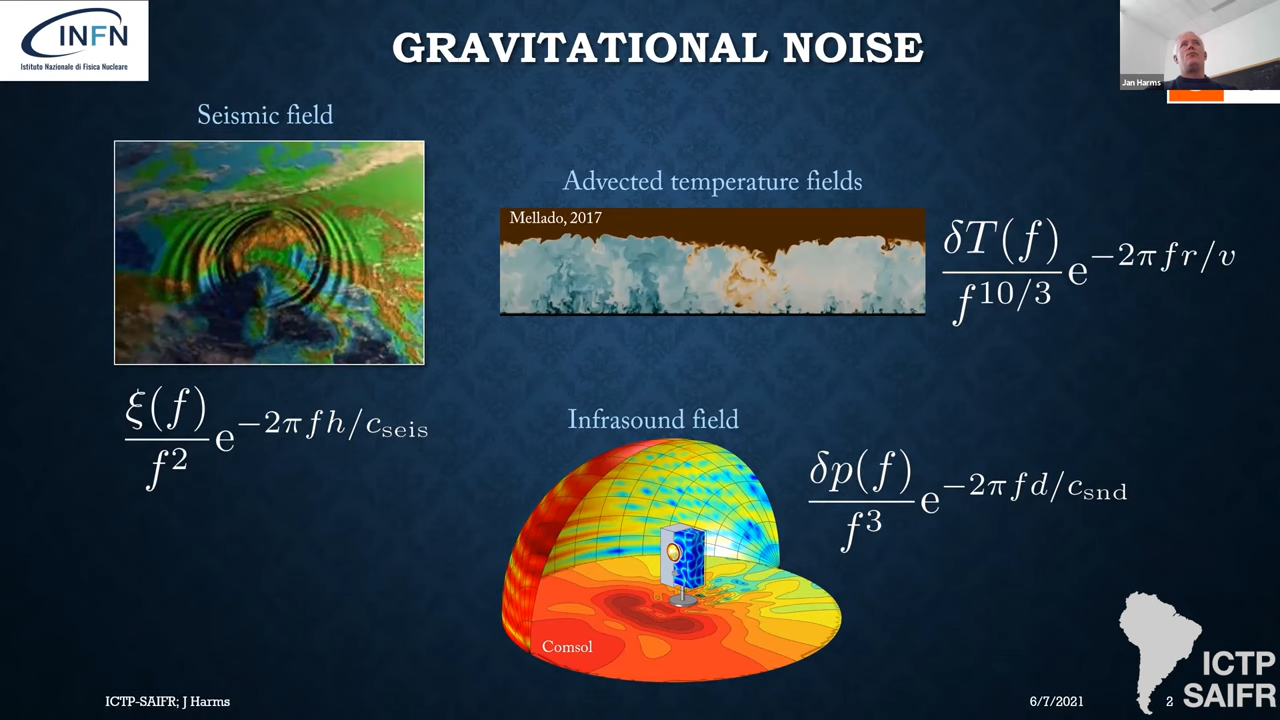 INFN
Istituto Nazionale di Fisica Nucleare
GRAVITATIONAL NOISE
Jan Harms
Seismic field
ξ(f)/f² e^{-2πfh/c_seis}
Advected temperature fields
Mellado, 2017
δT(f)/f^{10/3} e^{-2πfr/v}
Infrasound field
δp(f)/f³ e^{-2πfd/c_snd}
Comsol
ICTP-SAIFR; J Harms
6/7/2021
2
ICTP
SAIFR